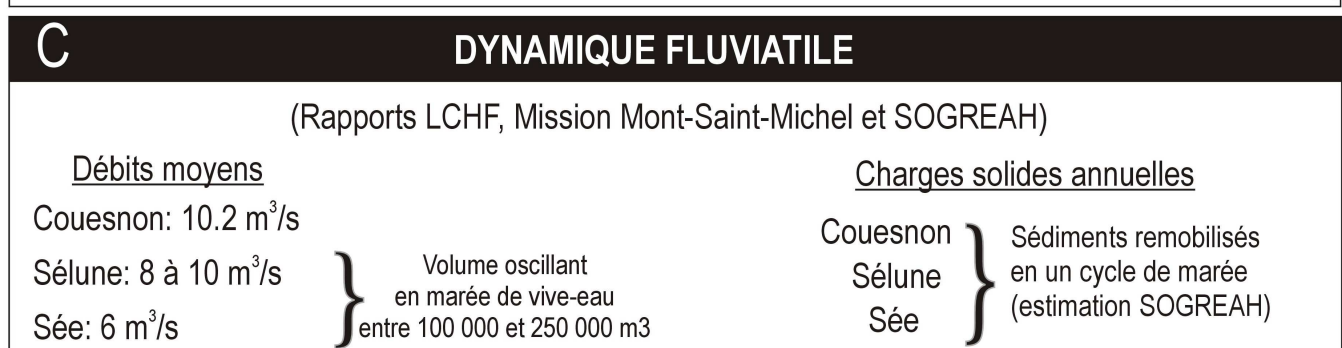 C
DYNAMIQUE FLUVIATILE
(Rapports LCHF, Mission Mont-Saint-Michel et SOGREAH)
Débits moyens
Couesnon: 10.2 m³/s
Sélune: 8 à 10 m³/s
Sée: 6 m³/s
Volume oscillant
en marée de vive-eau
entre 100 000 et 250 000 m3
Charges solides annuelles
Couesnon
Sélune
Sée
Sédiments remobilisés
en un cycle de marée
(estimation SOGREAH)